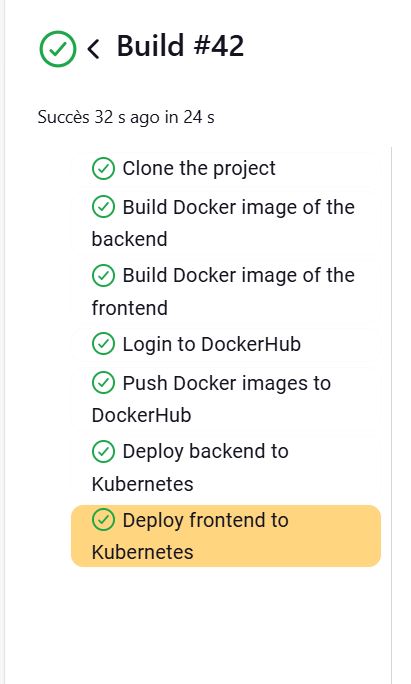 Build #42
Succès 32 s ago in 24 s
Clone the project
Build Docker image of the
backend
Build Docker image of the
frontend
Login to DockerHub
Push Docker images to
DockerHub
Deploy backend to
Kubernetes
Deploy frontend to
Kubernetes